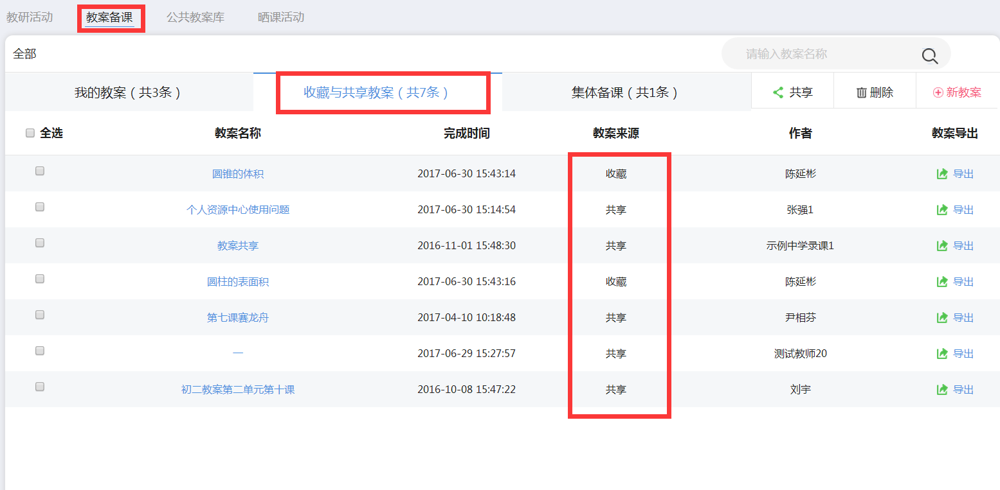 教研活动 教案备课 公共教案库 晒课活动
全部 请输入教案名称
我的教案（共3条） 收藏与共享教案（共7条） 集体备课（共1条） 共享 删除 新教案
全选 教案名称 完成时间 教案来源 作者 教案导出
圆锥的体积 2017-06-30 15:43:14 收藏 陈延彬 导出
个人资源中心使用问题 2017-06-30 15:14:54 共享 张强1 导出
教案共享 2016-11-01 15:48:30 共享 示例中学录课1 导出
圆柱的表面积 2017-06-30 15:43:16 收藏 陈延彬 导出
第七课赛龙舟 2017-04-10 10:18:48 共享 尹相芬 导出
一 2017-06-29 15:27:57 共享 测试教师20 导出
初二教案第二单元第十课 2016-10-08 15:47:22 共享 刘宇 导出